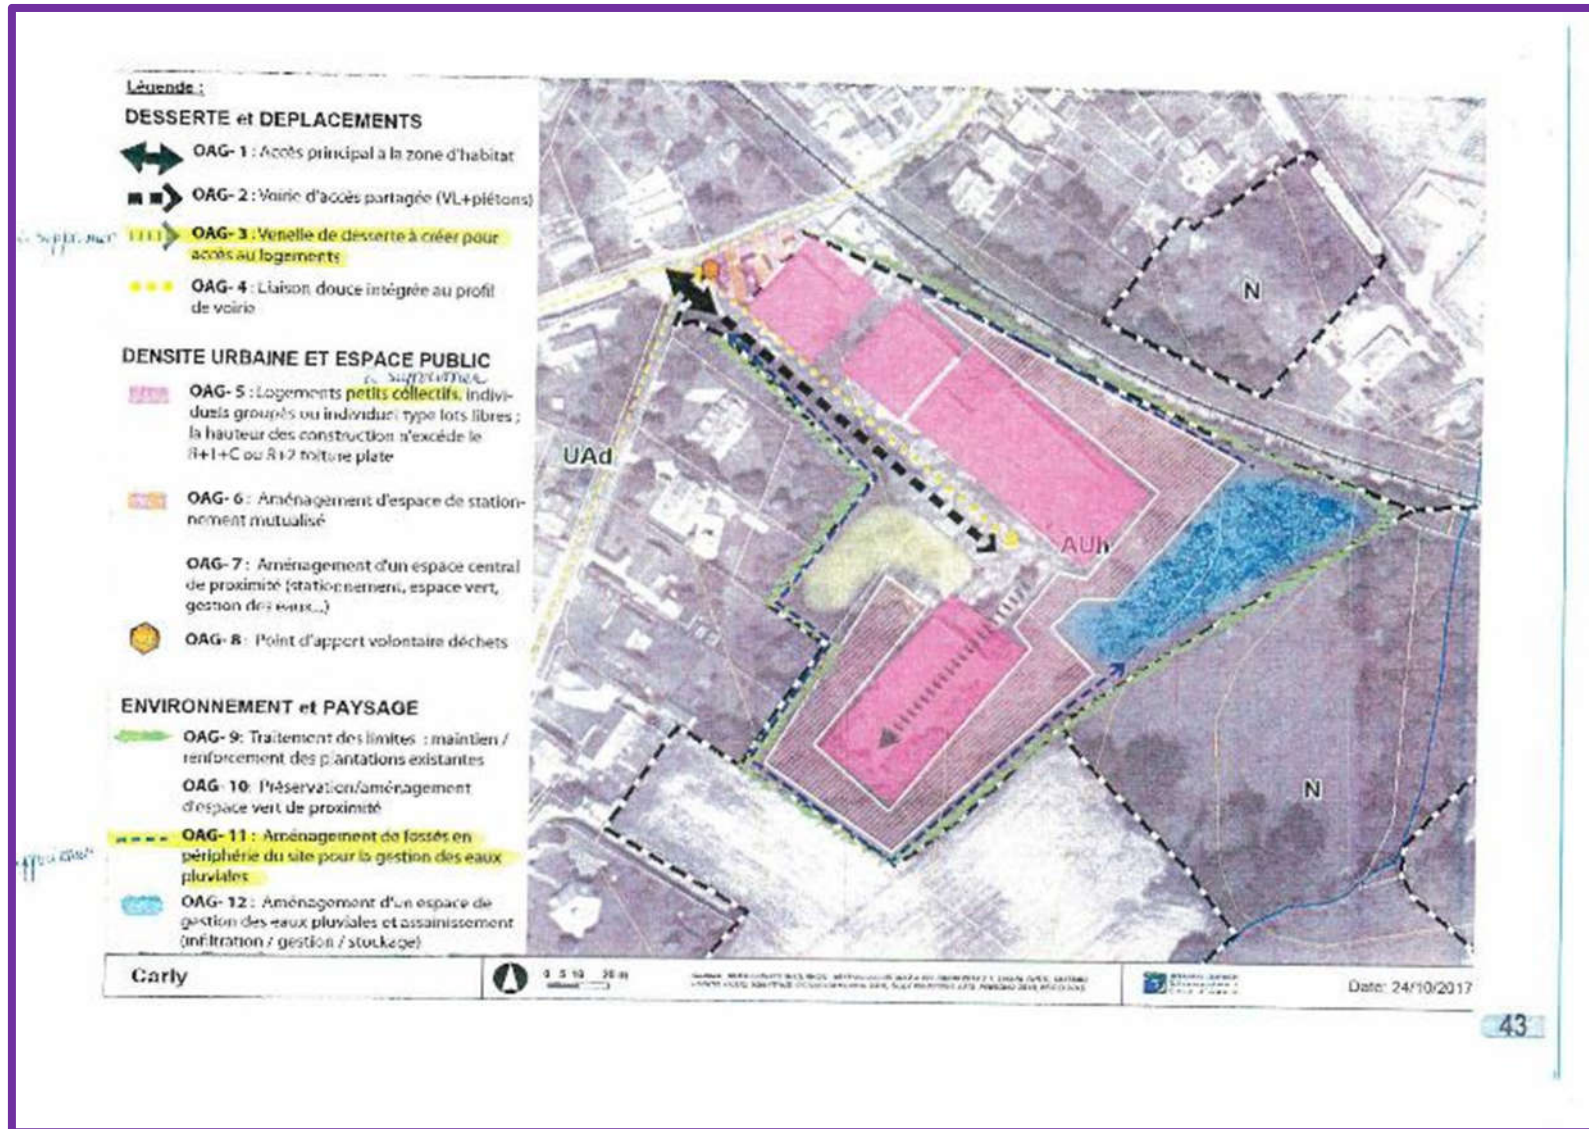 Légende :
DESSERTE et DEPLACEMENTS
OAG- 1 : Accès principal à la zone d'habitat
OAG- 2 : Voirie d'accès partagée (VL+piétons)
à supprimer
OAG- 3 : Venelle de desserte à créer pour
accès au logements
OAG- 4 : Liaison douce intégrée au profil
de voirie
DENSITE URBAINE ET ESPACE PUBLIC
à supprimer
OAG- 5 : Logements petits collectifs, indivi-
duels groupés ou individuel type lots libres ;
la hauteur des construction n'excède le
R+1+C ou R+2 toiture plate
OAG- 6 : Aménagement d'espace de station-
nement mutualisé
OAG- 7 : Aménagement d'un espace central
de proximité (stationnement, espace vert,
gestion des eaux...)
OAG- 8 : Point d'apport volontaire déchets
ENVIRONNEMENT et PAYSAGE
OAG- 9: Traitement des limites : maintien /
renforcement des plantations existantes
OAG- 10: Préservation/aménagement
d'espace vert de proximité
OAG- 11 : Aménagement de fossés en
périphérie du site pour la gestion des eaux
pluviales
OAG- 12 : Aménagement d'un espace de
gestion des eaux pluviales et assainissement
(infiltration / gestion / stockage)
N
UAd
AUh
N
Carly
0 5 10 20 m
Date: 24/10/2017
43